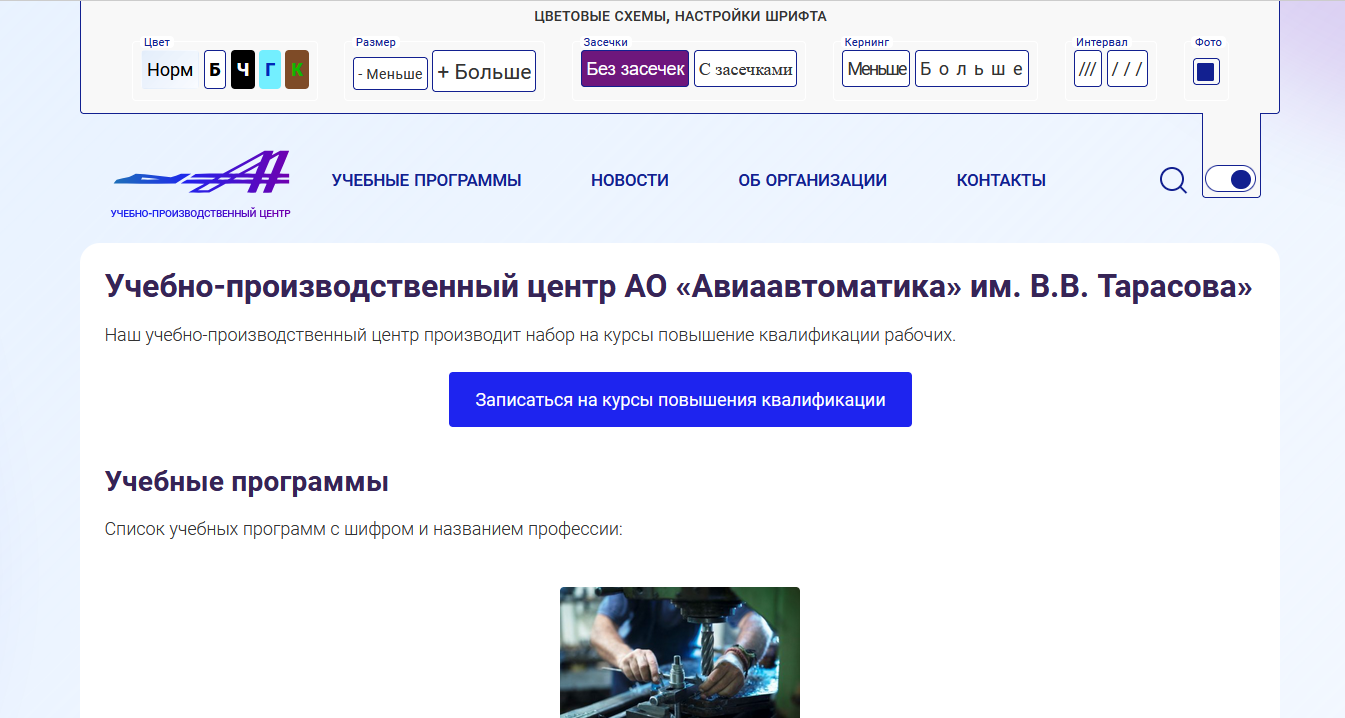 ЦВЕТОВЫЕ СХЕМЫ, НАСТРОЙКИ ШРИФТА
Цвет Размер Засечки Кернинг Интервал Фото
Норм Б Ч Г К - Меньше + Больше Без засечек С засечками Меньше Больше /// / / /
УЧЕБНО-ПРОИЗВОДСТВЕННЫЙ ЦЕНТР
УЧЕБНЫЕ ПРОГРАММЫ НОВОСТИ ОБ ОРГАНИЗАЦИИ КОНТАКТЫ
Учебно-производственный центр АО «Авиаавтоматика» им. В.В. Тарасова»
Наш учебно-производственный центр производит набор на курсы повышение квалификации рабочих.
Записаться на курсы повышения квалификации
Учебные программы
Список учебных программ с шифром и названием профессии: